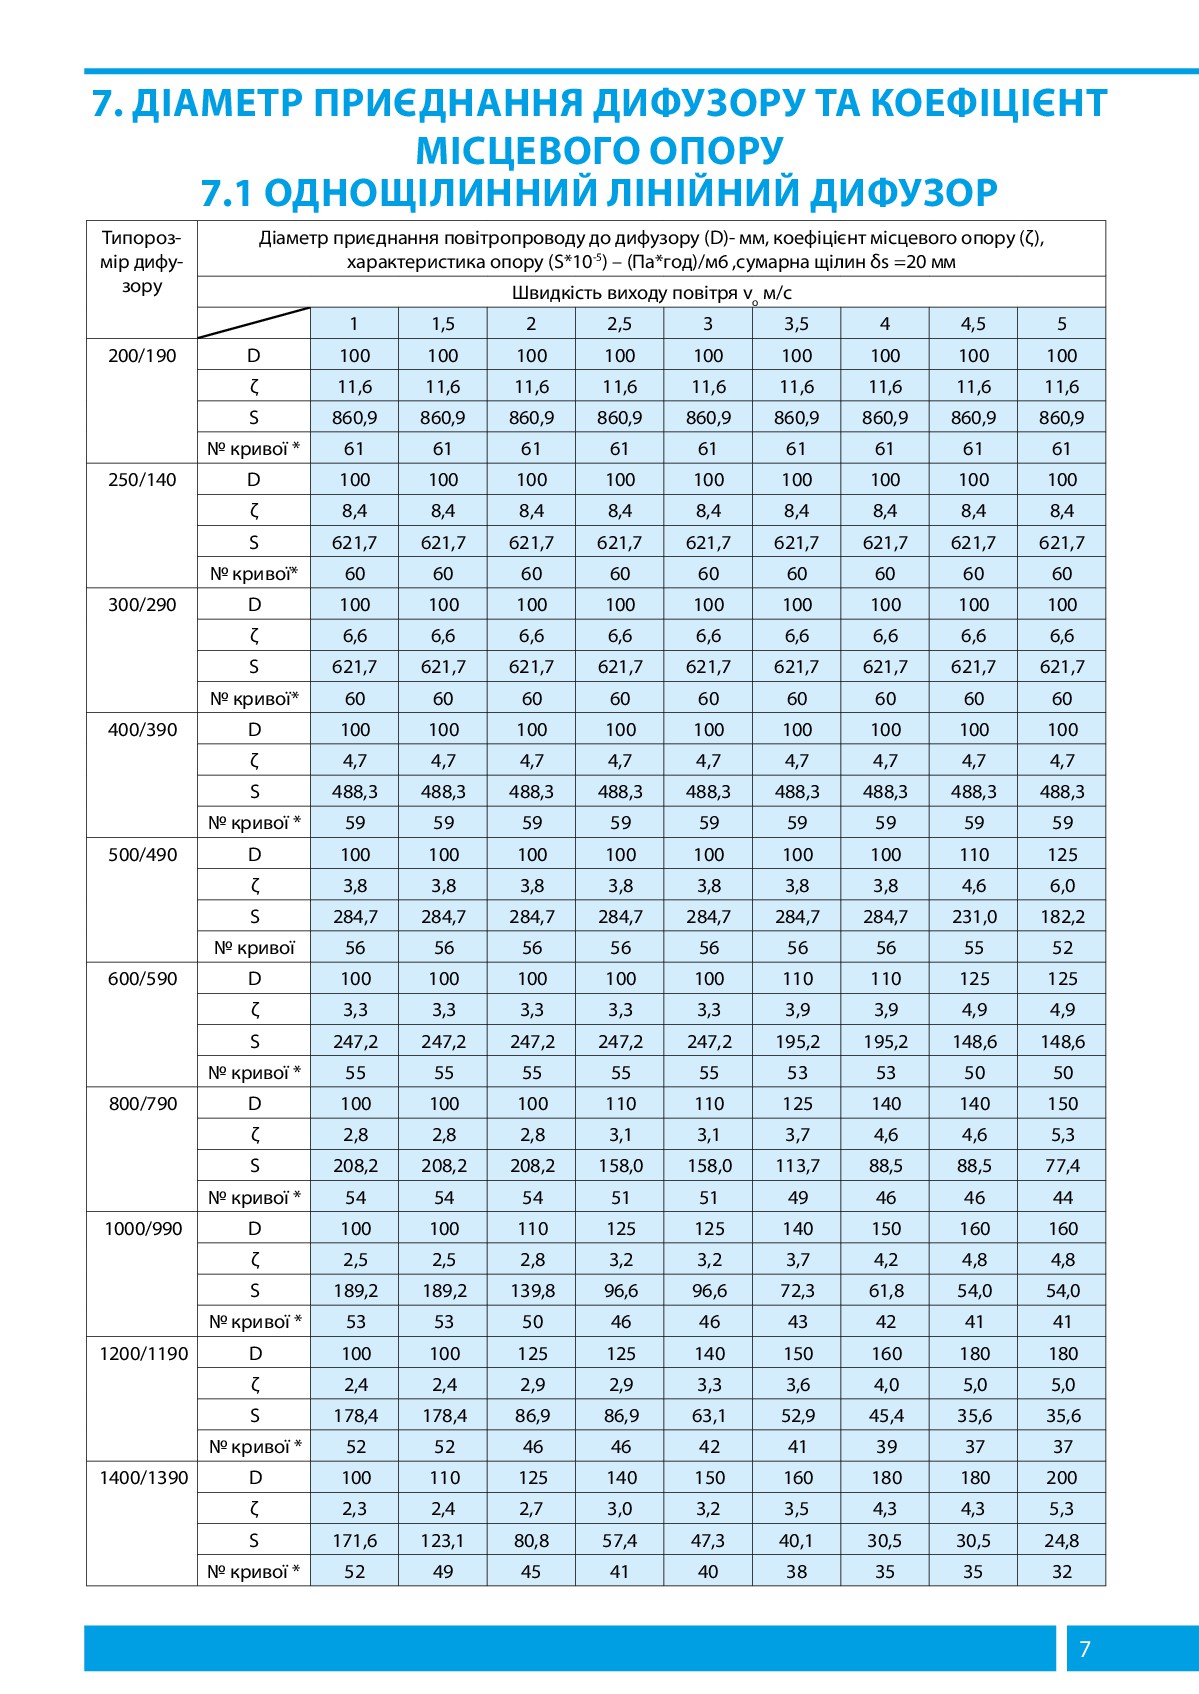 7. ДІАМЕТР ПРИЄДНАННЯ ДИФУЗОРУ ТА КОЕФІЦІЄНТ
МІСЦЕВОГО ОПОРУ
7.1 ОДНОЩІЛИННИЙ ЛІНІЙНИЙ ДИФУЗОР
Типороз-
мір дифу-
зору
Діаметр приєднання повітропроводу до дифузору (D)- мм, коефіцієнт місцевого опору (ζ),
характеристика опору (S*10⁻⁵) – (Па*год)/м6 ,сумарна щілин δs =20 мм
Швидкість виходу повітря vₒ м/с
1 1,5 2 2,5 3 3,5 4 4,5 5
200/190 D 100 100 100 100 100 100 100 100 100
ζ 11,6 11,6 11,6 11,6 11,6 11,6 11,6 11,6 11,6
S 860,9 860,9 860,9 860,9 860,9 860,9 860,9 860,9 860,9
№ кривої * 61 61 61 61 61 61 61 61 61
250/140 D 100 100 100 100 100 100 100 100 100
ζ 8,4 8,4 8,4 8,4 8,4 8,4 8,4 8,4 8,4
S 621,7 621,7 621,7 621,7 621,7 621,7 621,7 621,7 621,7
№ кривої* 60 60 60 60 60 60 60 60 60
300/290 D 100 100 100 100 100 100 100 100 100
ζ 6,6 6,6 6,6 6,6 6,6 6,6 6,6 6,6 6,6
S 621,7 621,7 621,7 621,7 621,7 621,7 621,7 621,7 621,7
№ кривої* 60 60 60 60 60 60 60 60 60
400/390 D 100 100 100 100 100 100 100 100 100
ζ 4,7 4,7 4,7 4,7 4,7 4,7 4,7 4,7 4,7
S 488,3 488,3 488,3 488,3 488,3 488,3 488,3 488,3 488,3
№ кривої * 59 59 59 59 59 59 59 59 59
500/490 D 100 100 100 100 100 100 100 110 125
ζ 3,8 3,8 3,8 3,8 3,8 3,8 3,8 4,6 6,0
S 284,7 284,7 284,7 284,7 284,7 284,7 284,7 231,0 182,2
№ кривої 56 56 56 56 56 56 56 55 52
600/590 D 100 100 100 100 100 110 110 125 125
ζ 3,3 3,3 3,3 3,3 3,3 3,9 3,9 4,9 4,9
S 247,2 247,2 247,2 247,2 247,2 195,2 195,2 148,6 148,6
№ кривої * 55 55 55 55 55 53 53 50 50
800/790 D 100 100 100 110 110 125 140 140 150
ζ 2,8 2,8 2,8 3,1 3,1 3,7 4,6 4,6 5,3
S 208,2 208,2 208,2 158,0 158,0 113,7 88,5 88,5 77,4
№ кривої * 54 54 54 51 51 49 46 46 44
1000/990 D 100 100 110 125 125 140 150 160 160
ζ 2,5 2,5 2,8 3,2 3,2 3,7 4,2 4,8 4,8
S 189,2 189,2 139,8 96,6 96,6 72,3 61,8 54,0 54,0
№ кривої * 53 53 50 46 46 43 42 41 41
1200/1190 D 100 100 125 125 140 150 160 180 180
ζ 2,4 2,4 2,9 2,9 3,3 3,6 4,0 5,0 5,0
S 178,4 178,4 86,9 86,9 63,1 52,9 45,4 35,6 35,6
№ кривої * 52 52 46 46 42 41 39 37 37
1400/1390 D 100 110 125 140 150 160 180 180 200
ζ 2,3 2,4 2,7 3,0 3,2 3,5 4,3 4,3 5,3
S 171,6 123,1 80,8 57,4 47,3 40,1 30,5 30,5 24,8
№ кривої * 52 49 45 41 40 38 35 35 32
7